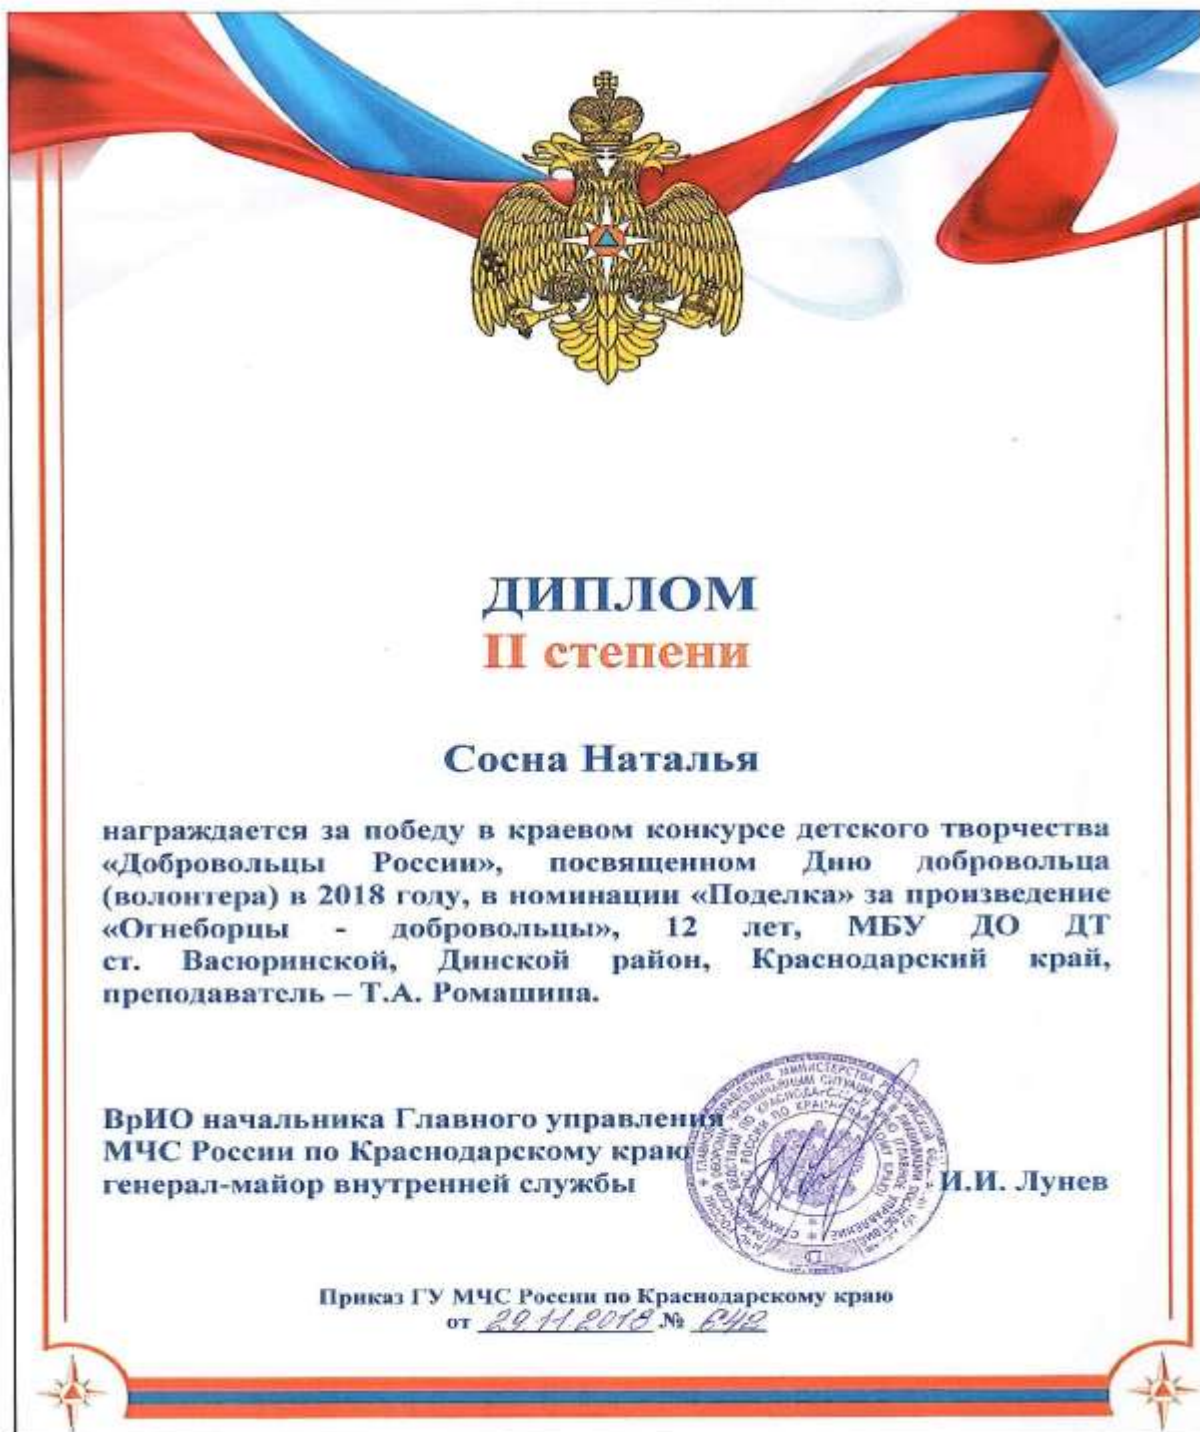 ДИПЛОМ
II степени
Сосна Наталья
награждается за победу в краевом конкурсе детского творчества
«Добровольцы России», посвященном Дню добровольца
(волонтера) в 2018 году, в номинации «Поделка» за произведение
«Огнеборцы - добровольцы», 12 лет, МБУ ДО ДТ
ст. Васюринской, Динской район, Краснодарский край,
преподаватель – Т.А. Ромашина.
ВрИО начальника Главного управления
МЧС России по Краснодарскому краю
генерал-майор внутренней службы И.И. Лунев
Приказ ГУ МЧС России по Краснодарскому краю
от 29.11.2018 № 642